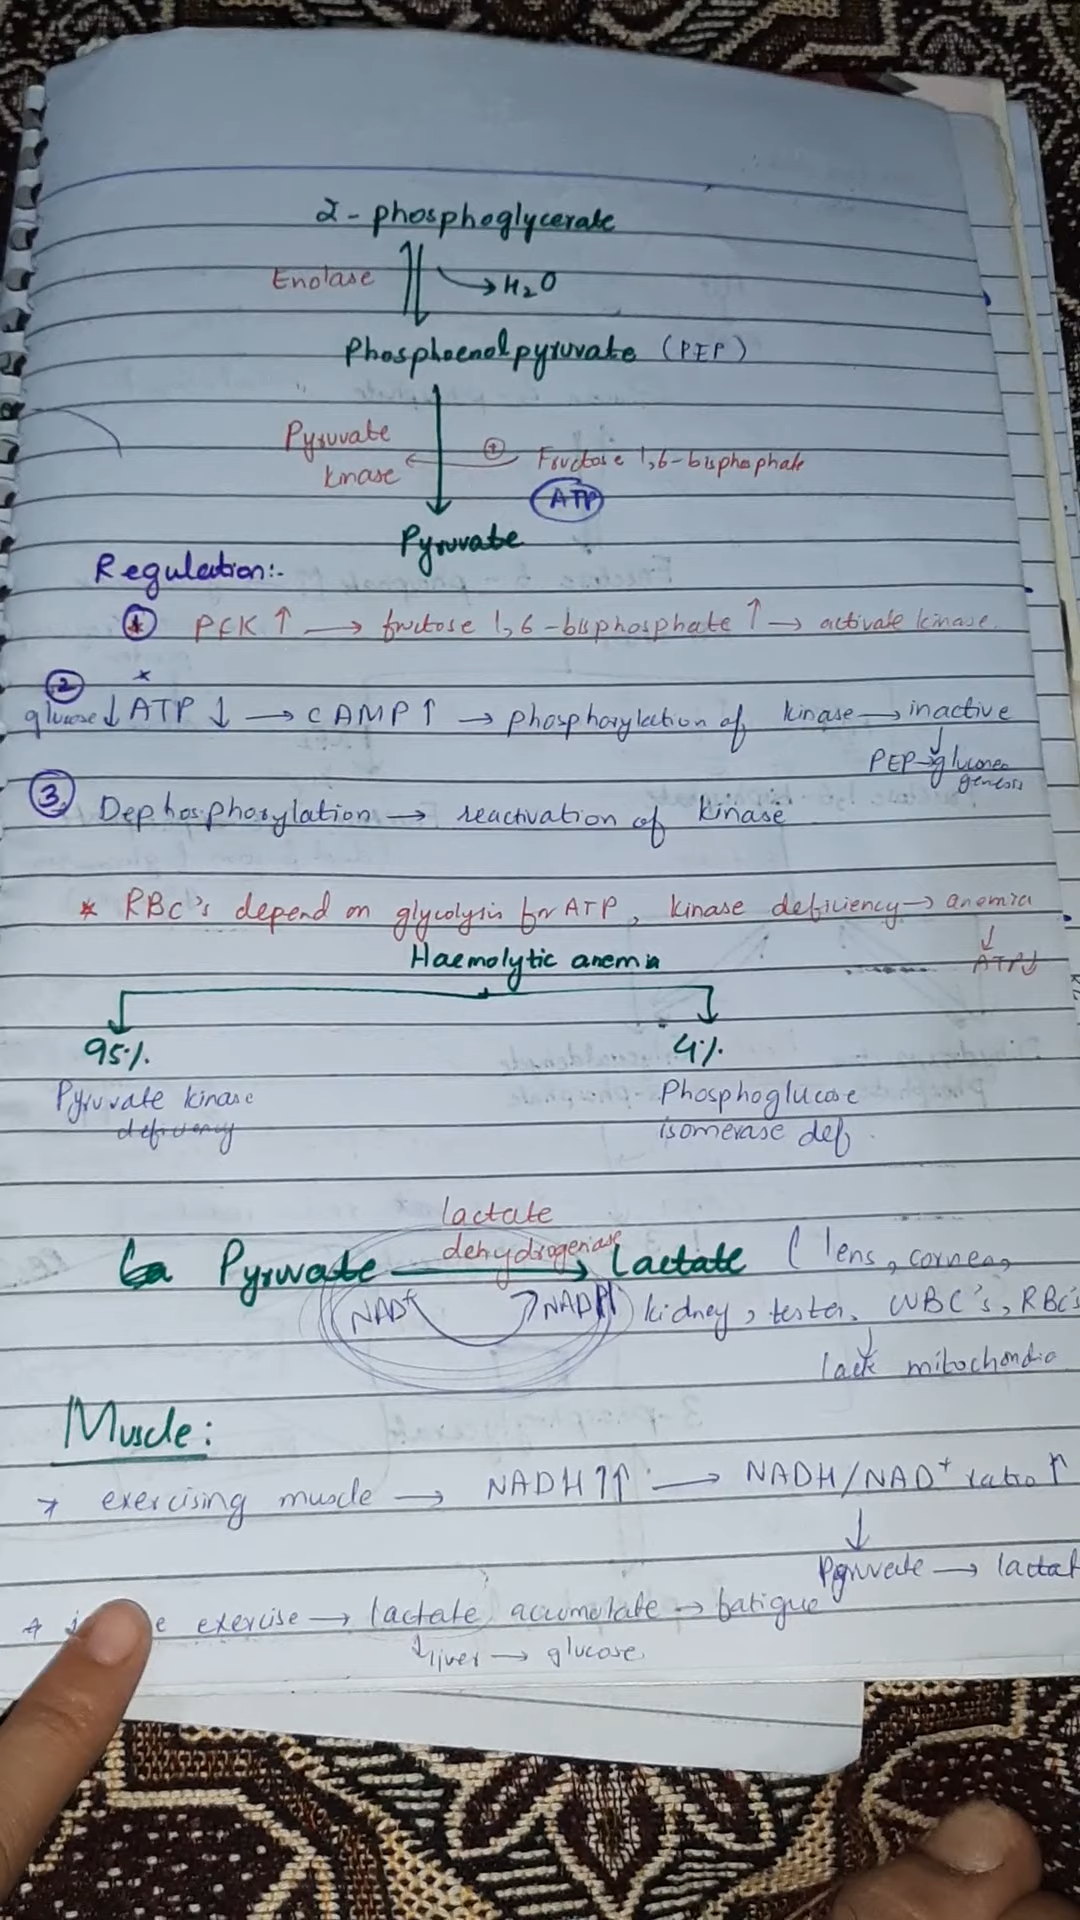 2-phosphoglycerate
Enolase → H₂O
Phosphoenolpyruvate (PEP)
Pyruvate kinase ← ⊕ Fructose 1,6-bisphosphate
ATP
Pyruvate
Regulation:-
① PFK ↑ → fructose 1,6-bisphosphate ↑ → activate kinase
② glucose ↓ ATP ↓ → cAMP ↑ → phosphorylation of kinase → inactive
↓
PEP → gluconeogenesis
③ Dephosphorylation → reactivation of kinase
* RBC's depend on glycolysis for ATP, kinase deficiency → anemia
↓
ATP↓
Haemolytic anemia
95%. 4%.
Pyruvate kinase deficiency
Phosphoglucose isomerase def.
lactate dehydrogenase
Pyruvate → lactate (lens, cornea,
NAD⁺ NADH kidney, testes, WBC's, RBC's
↓
lack mitochondia
Muscle:
exercising muscle → NADH ↑↑ → NADH/NAD⁺ ratio ↑
↓
Pyruvate → lactat
exercise → lactate accumulate → fatigue
↓ liver → glucose